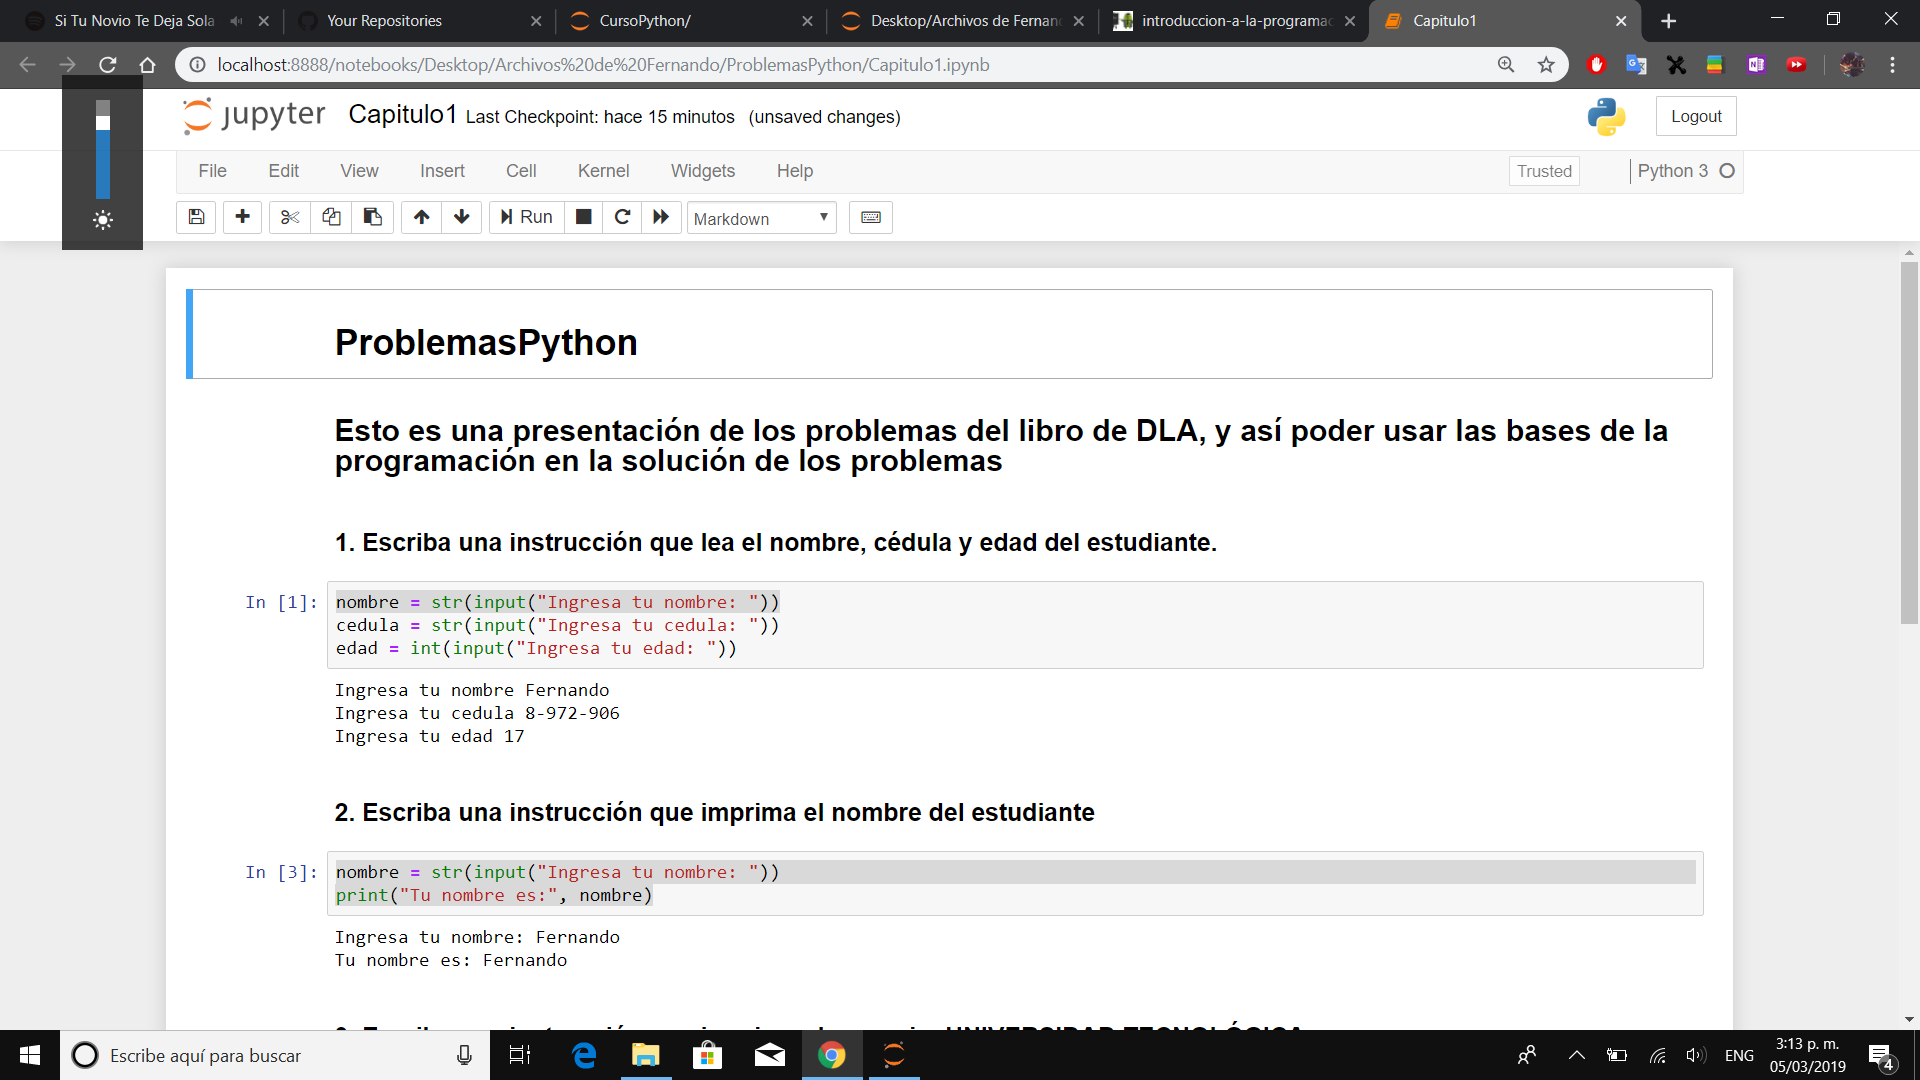 Si Tu Novio Te Deja Sola
Your Repositories
CursoPython/
Desktop/Archivos de Fernan
introduccion-a-la-programac
Capitulo1
localhost:8888/notebooks/Desktop/Archivos%20de%20Fernando/ProblemasPython/Capitulo1.ipynb
jupyter Capitulo1 Last Checkpoint: hace 15 minutos (unsaved changes)
Logout
File Edit View Insert Cell Kernel Widgets Help
Trusted
Python 3
Run
Markdown
ProblemasPython
Esto es una presentación de los problemas del libro de DLA, y así poder usar las bases de la
programación en la solución de los problemas
1. Escriba una instrucción que lea el nombre, cédula y edad del estudiante.
In [1]: nombre = str(input("Ingresa tu nombre: "))
cedula = str(input("Ingresa tu cedula: "))
edad = int(input("Ingresa tu edad: "))
Ingresa tu nombre Fernando
Ingresa tu cedula 8-972-906
Ingresa tu edad 17
2. Escriba una instrucción que imprima el nombre del estudiante
In [3]: nombre = str(input("Ingresa tu nombre: "))
print("Tu nombre es:", nombre)
Ingresa tu nombre: Fernando
Tu nombre es: Fernando
Escribe aquí para buscar
ENG
3:13 p. m.
05/03/2019
4